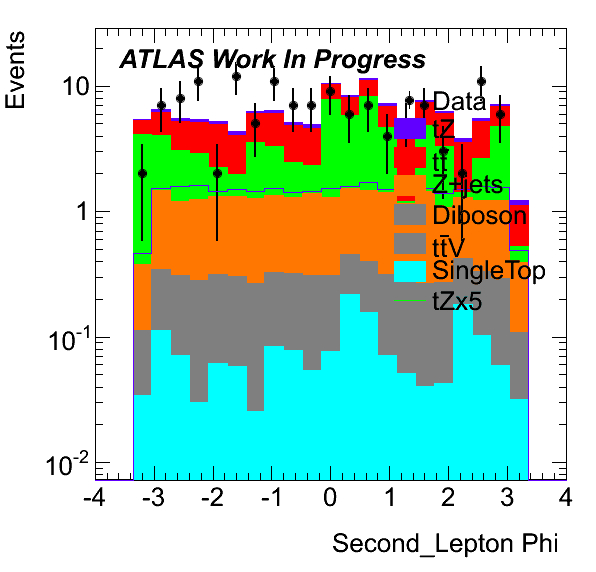 Events
ATLAS Work In Progress
Data
tZ
tt̄
Z+jets
Diboson
tt̄V
SingleTop
tZx5
10
1
10⁻¹
10⁻²
-4 -3 -2 -1 0 1 2 3 4
Second_Lepton Phi